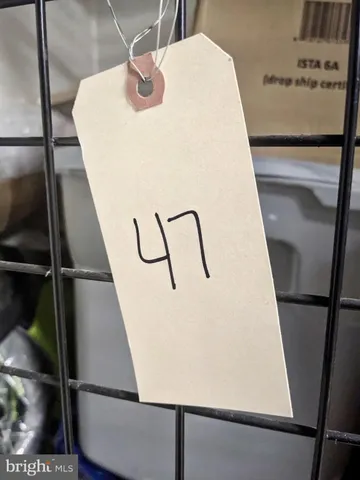 ISTA 6A
(drop ship certi
47
bright MLS